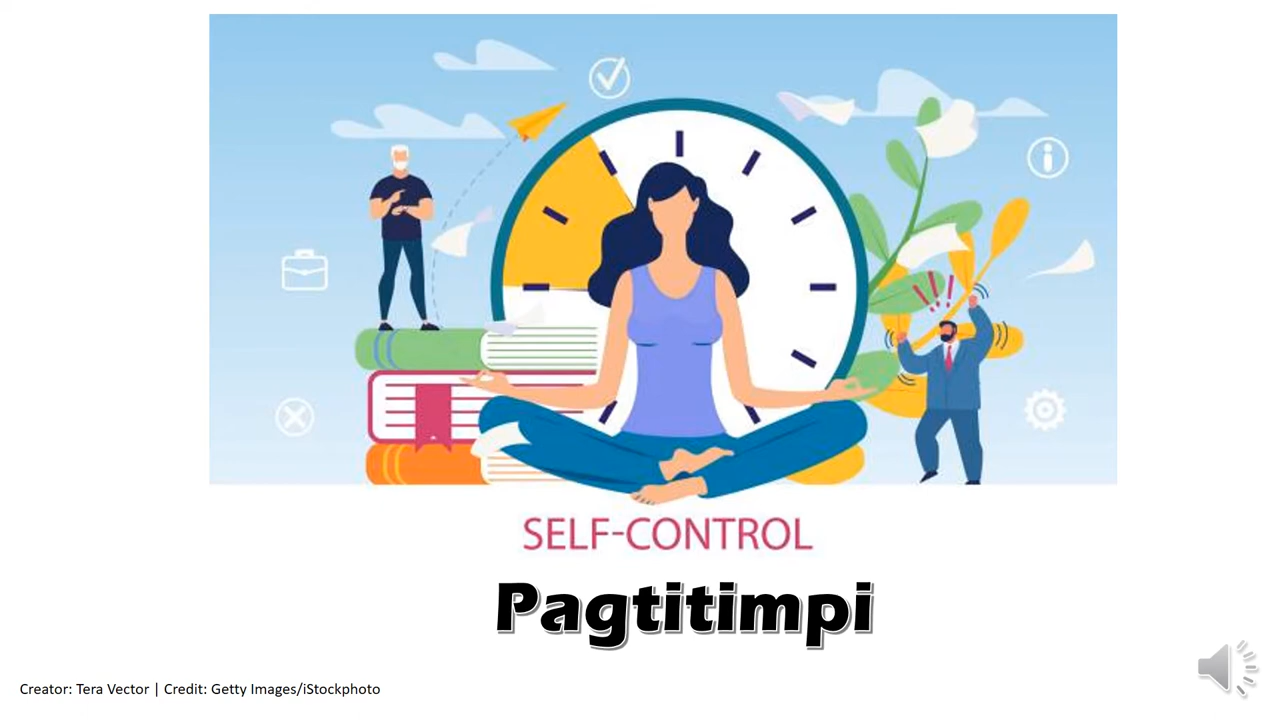 SELF-CONTROL
Pagtitimpi
Creator: Tera Vector | Credit: Getty Images/iStockphoto